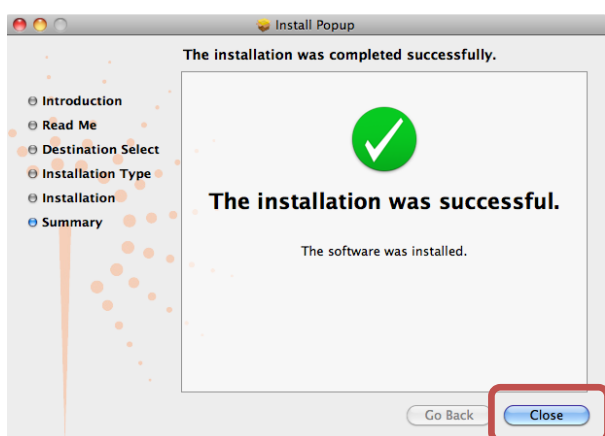 Install Popup
The installation was completed successfully.
Introduction
Read Me
Destination Select
Installation Type
Installation
Summary
The installation was successful.
The software was installed.
Go Back
Close